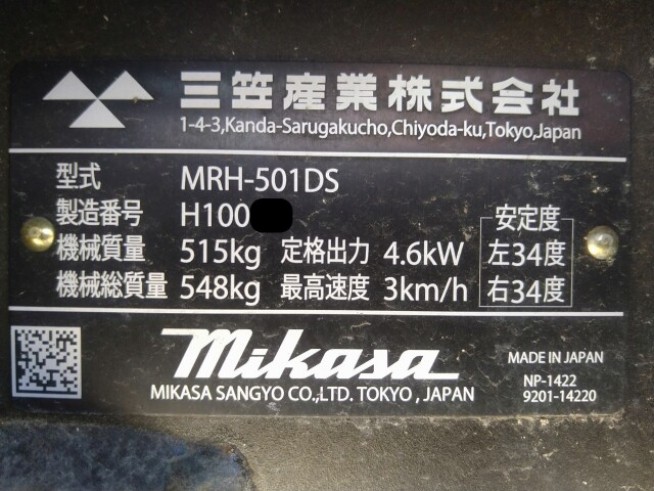 三笠産業株式会社
1-4-3,Kanda-Sarugakucho,Chiyoda-ku,Tokyo,Japan
型式 MRH-501DS
製造番号 H100
機械質量 515kg 定格出力 4.6kW
機械総質量 548kg 最高速度 3km/h
安定度
左34度
右34度
Mikasa
MIKASA SANGYO CO.,LTD. TOKYO , JAPAN
MADE IN JAPAN
NP-1422
9201-14220